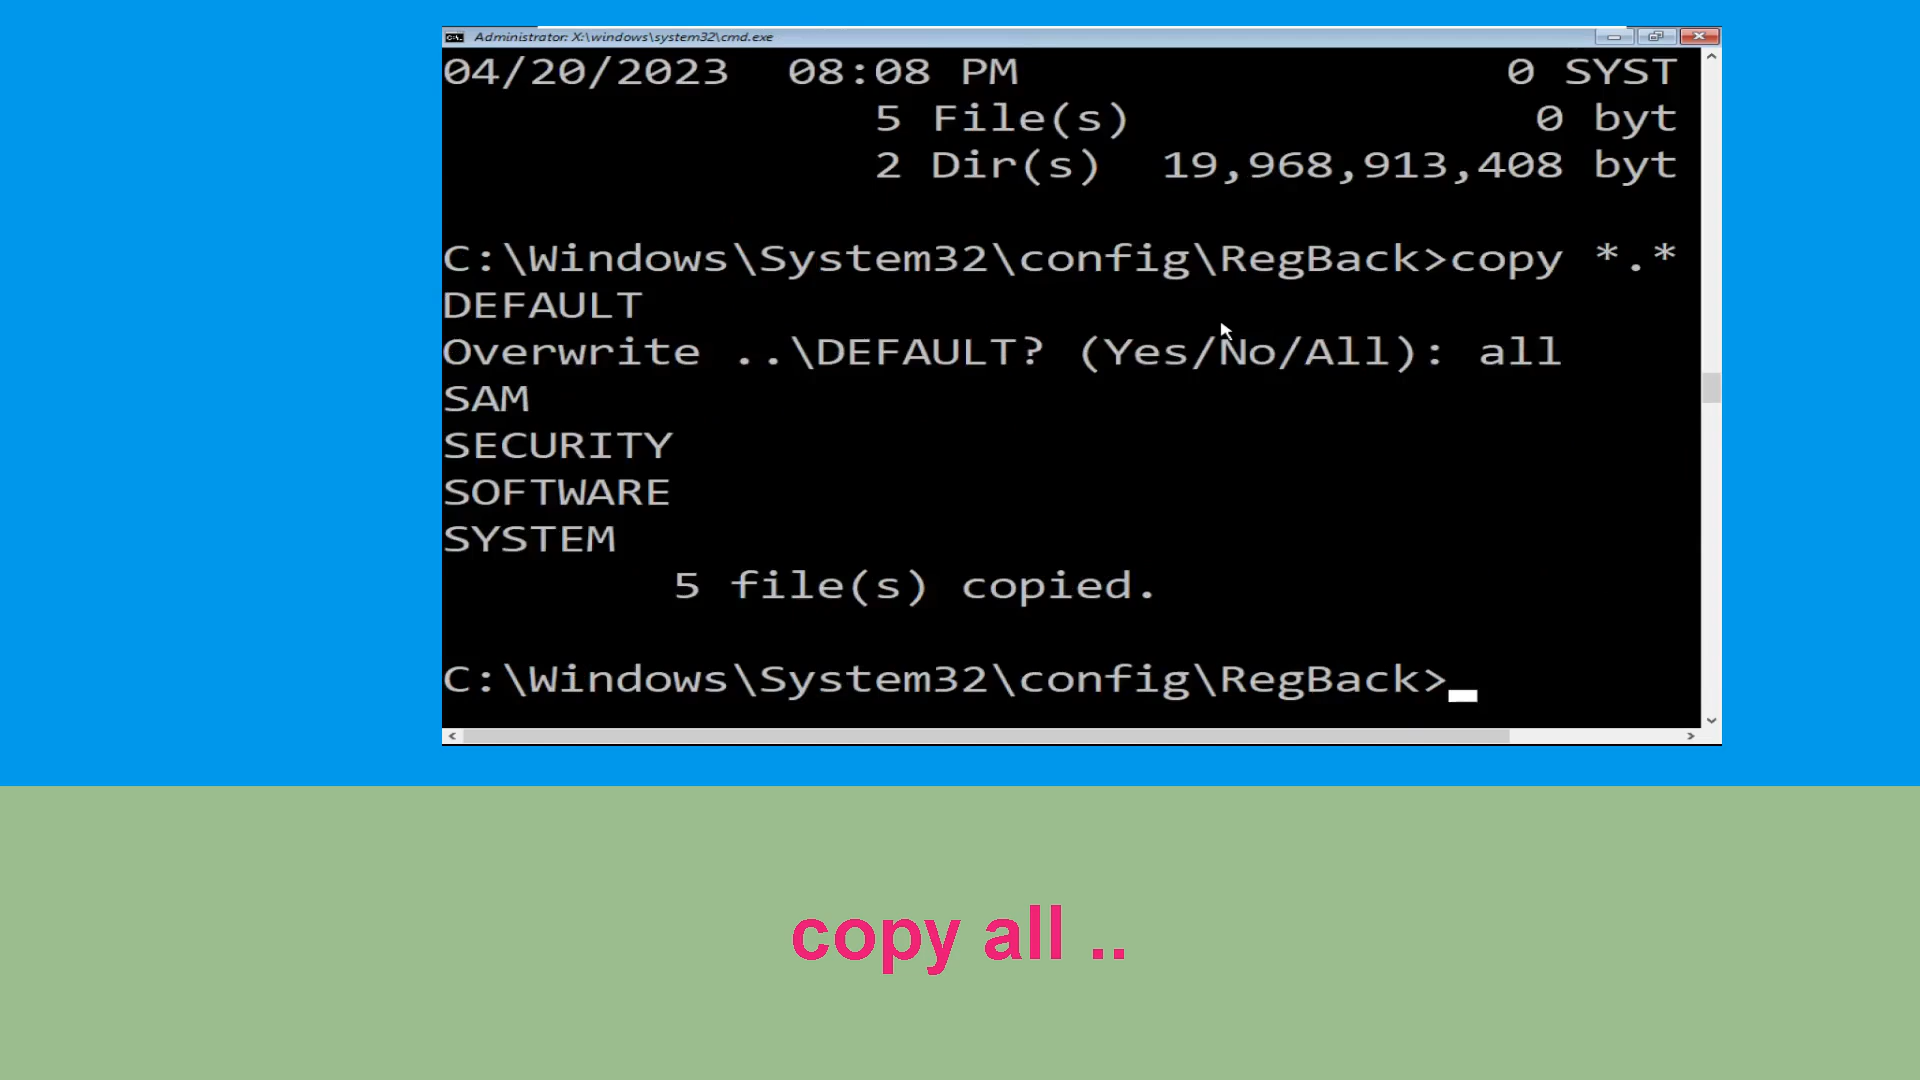 Administrator: X:\windows\system32\cmd.exe
04/20/2023 08:08 PM 0 SYST
5 File(s) 0 byt
2 Dir(s) 19,968,913,408 byt
C:\Windows\System32\config\RegBack>copy *.*
DEFAULT
Overwrite ..\DEFAULT? (Yes/No/All): all
SAM
SECURITY
SOFTWARE
SYSTEM
5 file(s) copied.
C:\Windows\System32\config\RegBack>
copy all ..